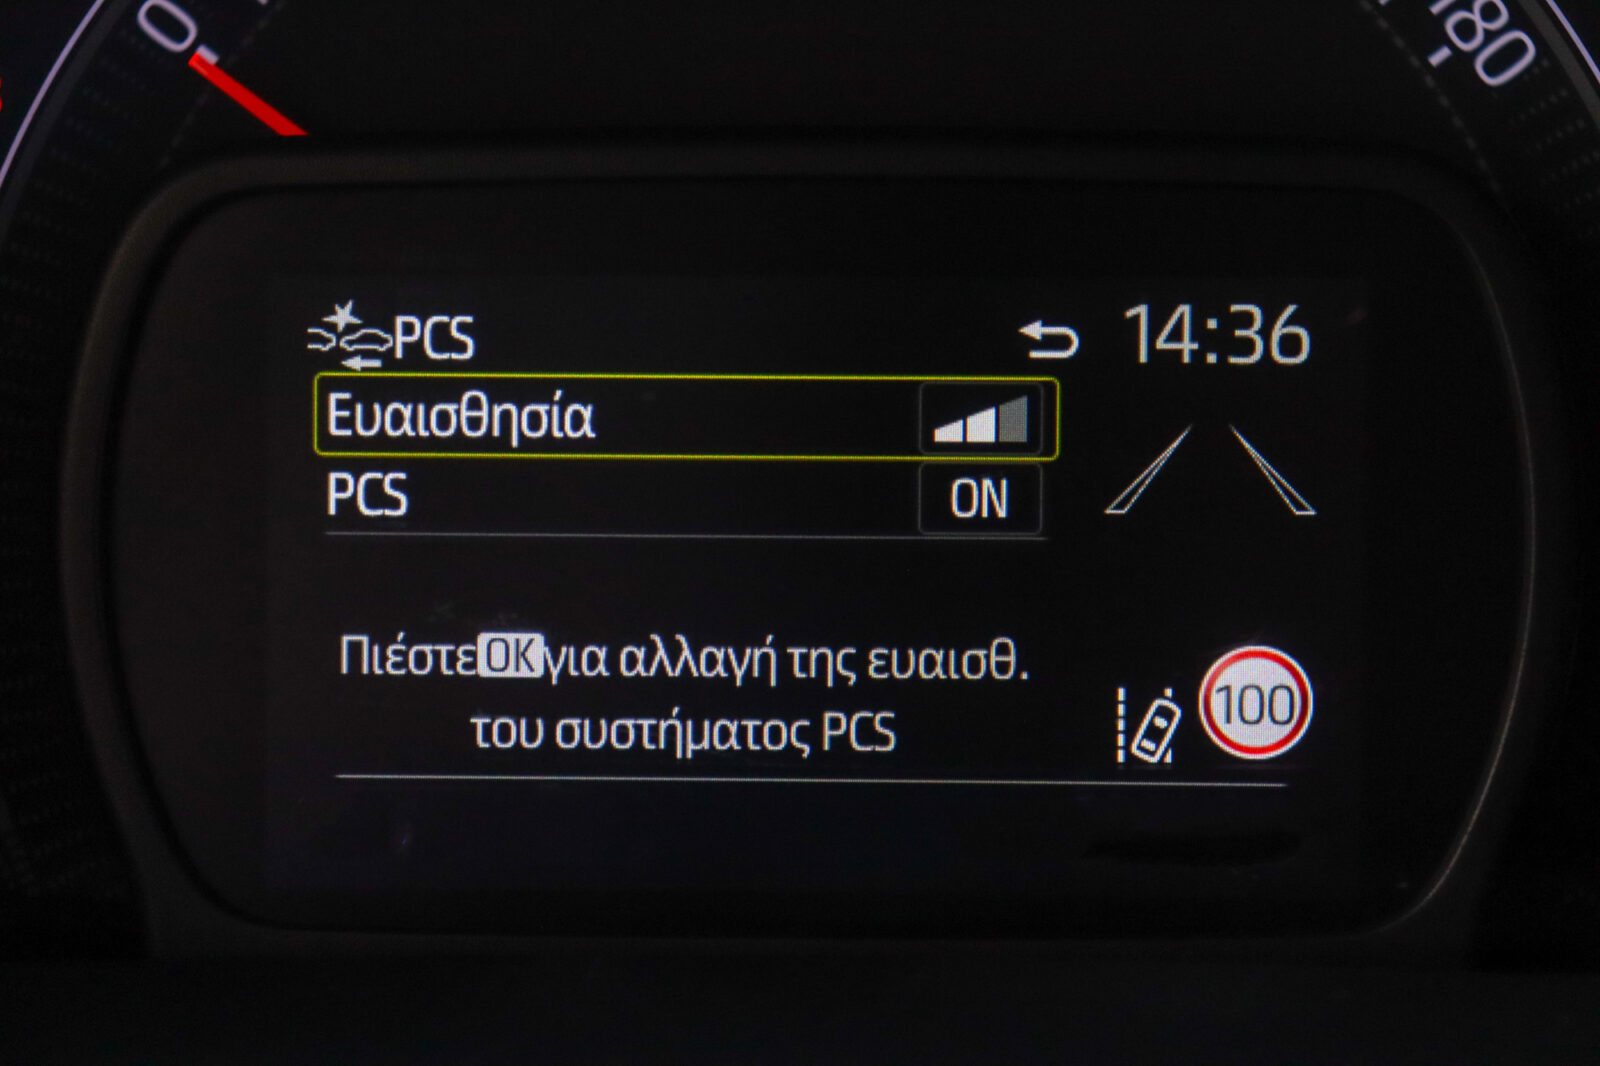 0
180
PCS
14:36
Ευαισθησία
PCS ON
Πιέστε OK για αλλαγή της ευαισθ.
του συστήματος PCS
100